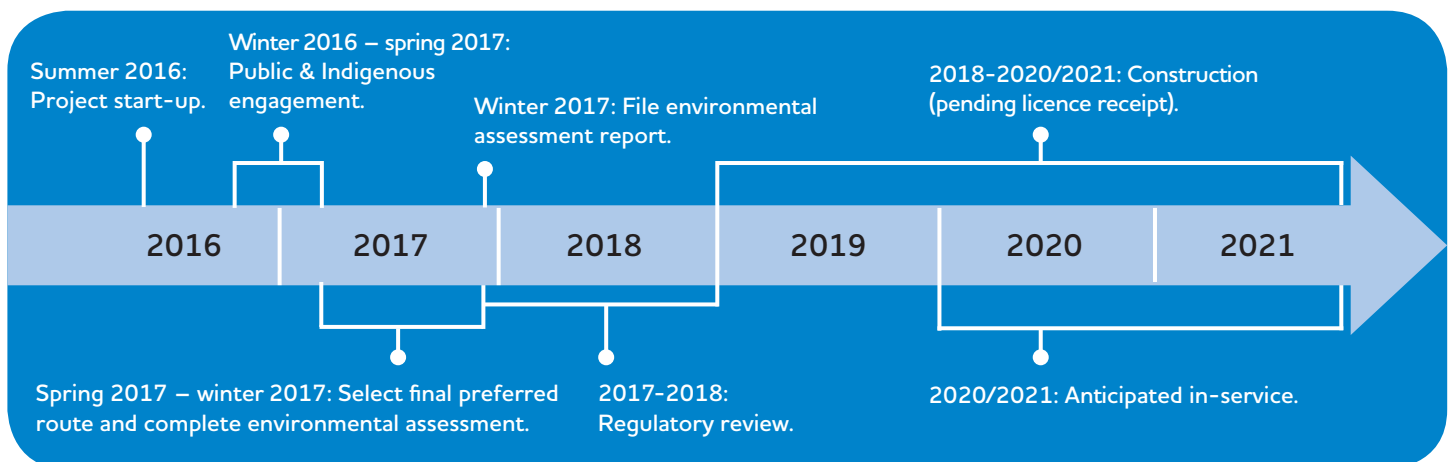 Summer 2016:
Project start-up.
Winter 2016 – spring 2017:
Public & Indigenous
engagement.
Winter 2017: File environmental
assessment report.
2018-2020/2021: Construction
(pending licence receipt).
2016
2017
2018
2019
2020
2021
Spring 2017 – winter 2017: Select final preferred
route and complete environmental assessment.
2017-2018:
Regulatory review.
2020/2021: Anticipated in-service.